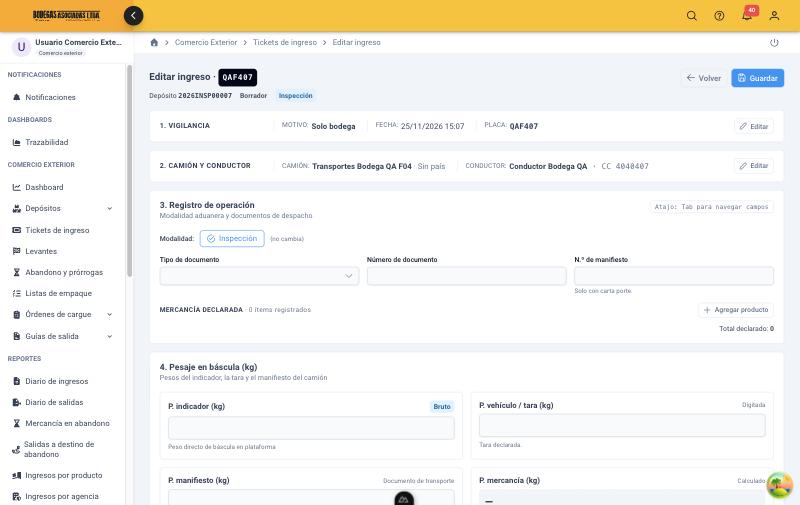 BODEGAS ASOCIADAS LTDA
40
U
Usuario Comercio Exte...
Comercio exterior
NOTIFICACIONES
Notificaciones
DASHBOARDS
Trazabilidad
COMERCIO EXTERIOR
Dashboard
Depósitos
Tickets de ingreso
Levantes
Abandono y prórrogas
Listas de empaque
Órdenes de cargue
Guías de salida
REPORTES
Diario de ingresos
Diario de salidas
Mercancía en abandono
Salidas a destino de
abandono
Ingresos por producto
Ingresos por agencia
Comercio Exterior > Tickets de ingreso > Editar ingreso
Editar ingreso · QAF407
Volver
Guardar
Depósito 2026INSP00007 Borrador Inspección
1. VIGILANCIA MOTIVO: Solo bodega FECHA: 25/11/2026 15:07 PLACA: QAF407 Editar
2. CAMIÓN Y CONDUCTOR CAMIÓN: Transportes Bodega QA F04 · Sin país CONDUCTOR: Conductor Bodega QA · CC 4040407 Editar
3. Registro de operación
Modalidad aduanera y documentos de despacho
Atajo: Tab para navegar campos
Modalidad: Inspección (no cambia)
Tipo de documento Número de documento N.º de manifiesto
Solo con carta porte.
MERCANCÍA DECLARADA · 0 ítems registrados
Agregar producto
Total declarado: 0
4. Pesaje en báscula (kg)
Pesos del indicador, la tara y el manifiesto del camión
P. indicador (kg) Bruto
Peso directo de báscula en plataforma
P. vehículo / tara (kg) Digitada
Tara declarada.
P. manifiesto (kg) Documento de transporte
P. mercancía (kg) Calculado
—